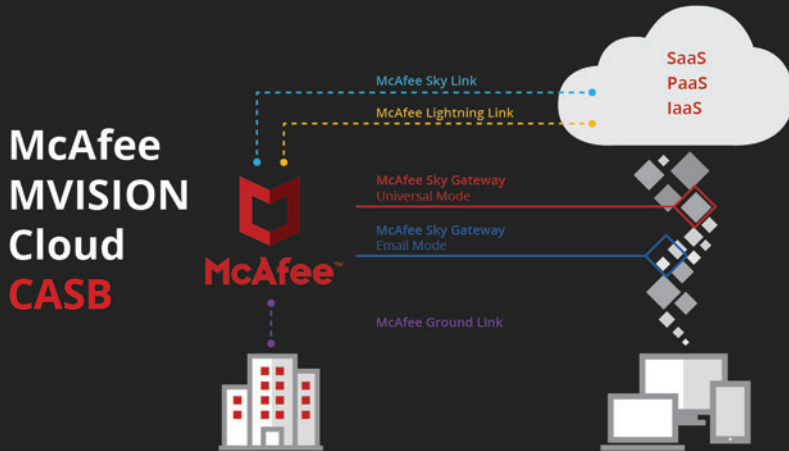 McAfee
MVISION
Cloud
CASB
McAfee Sky Link
McAfee Lightning Link
SaaS
PaaS
IaaS
McAfee Sky Gateway
Universal Mode
McAfee Sky Gateway
Email Mode
McAfee™
McAfee Ground Link